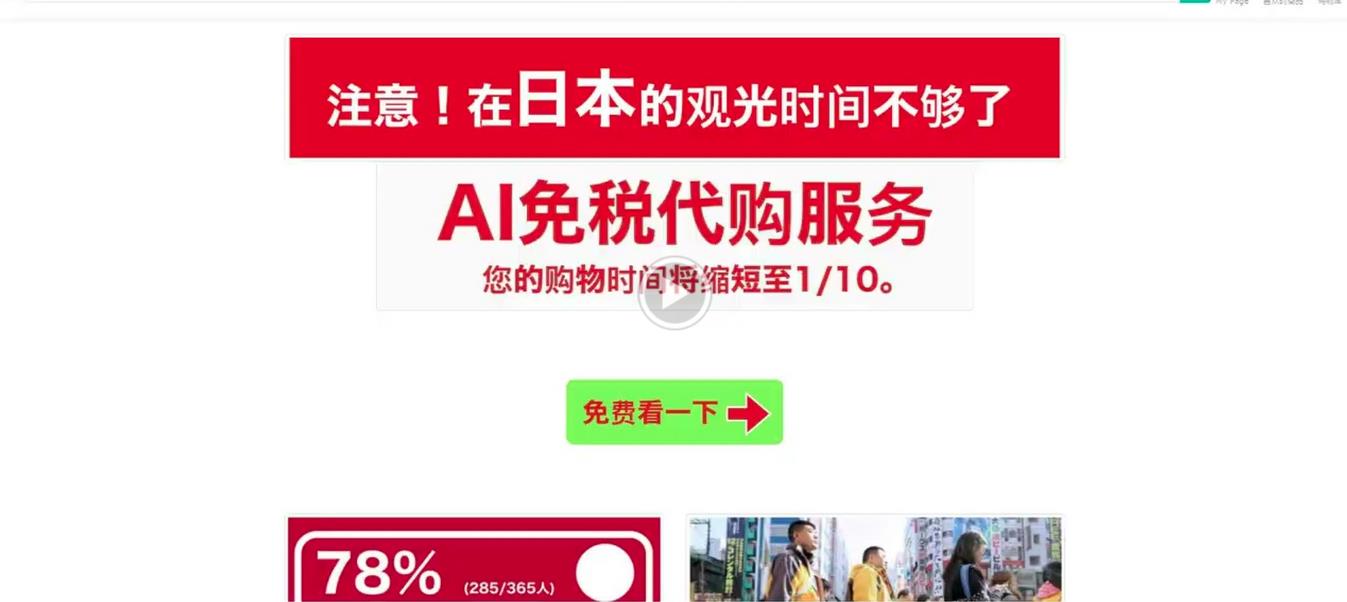 My Page
注意！在日本的观光时间不够了
AI免税代购服务
您的购物时间将缩短至1/10。
免费看一下
78% (285/365人)